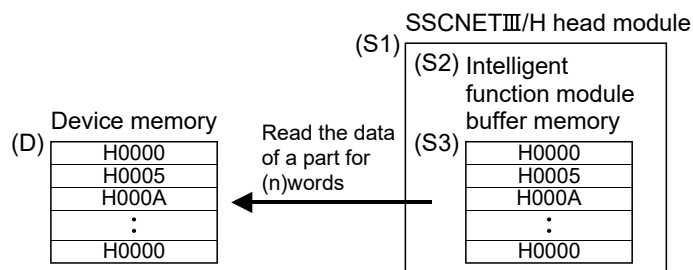 SSCNETⅢ/H head module
(S1)
(S2) Intelligent
function module
buffer memory
(S3)
H0000
H0005
H000A
⋮
H0000
Read the data
of a part for
(n)words
Device memory
(D)
H0000
H0005
H000A
⋮
H0000